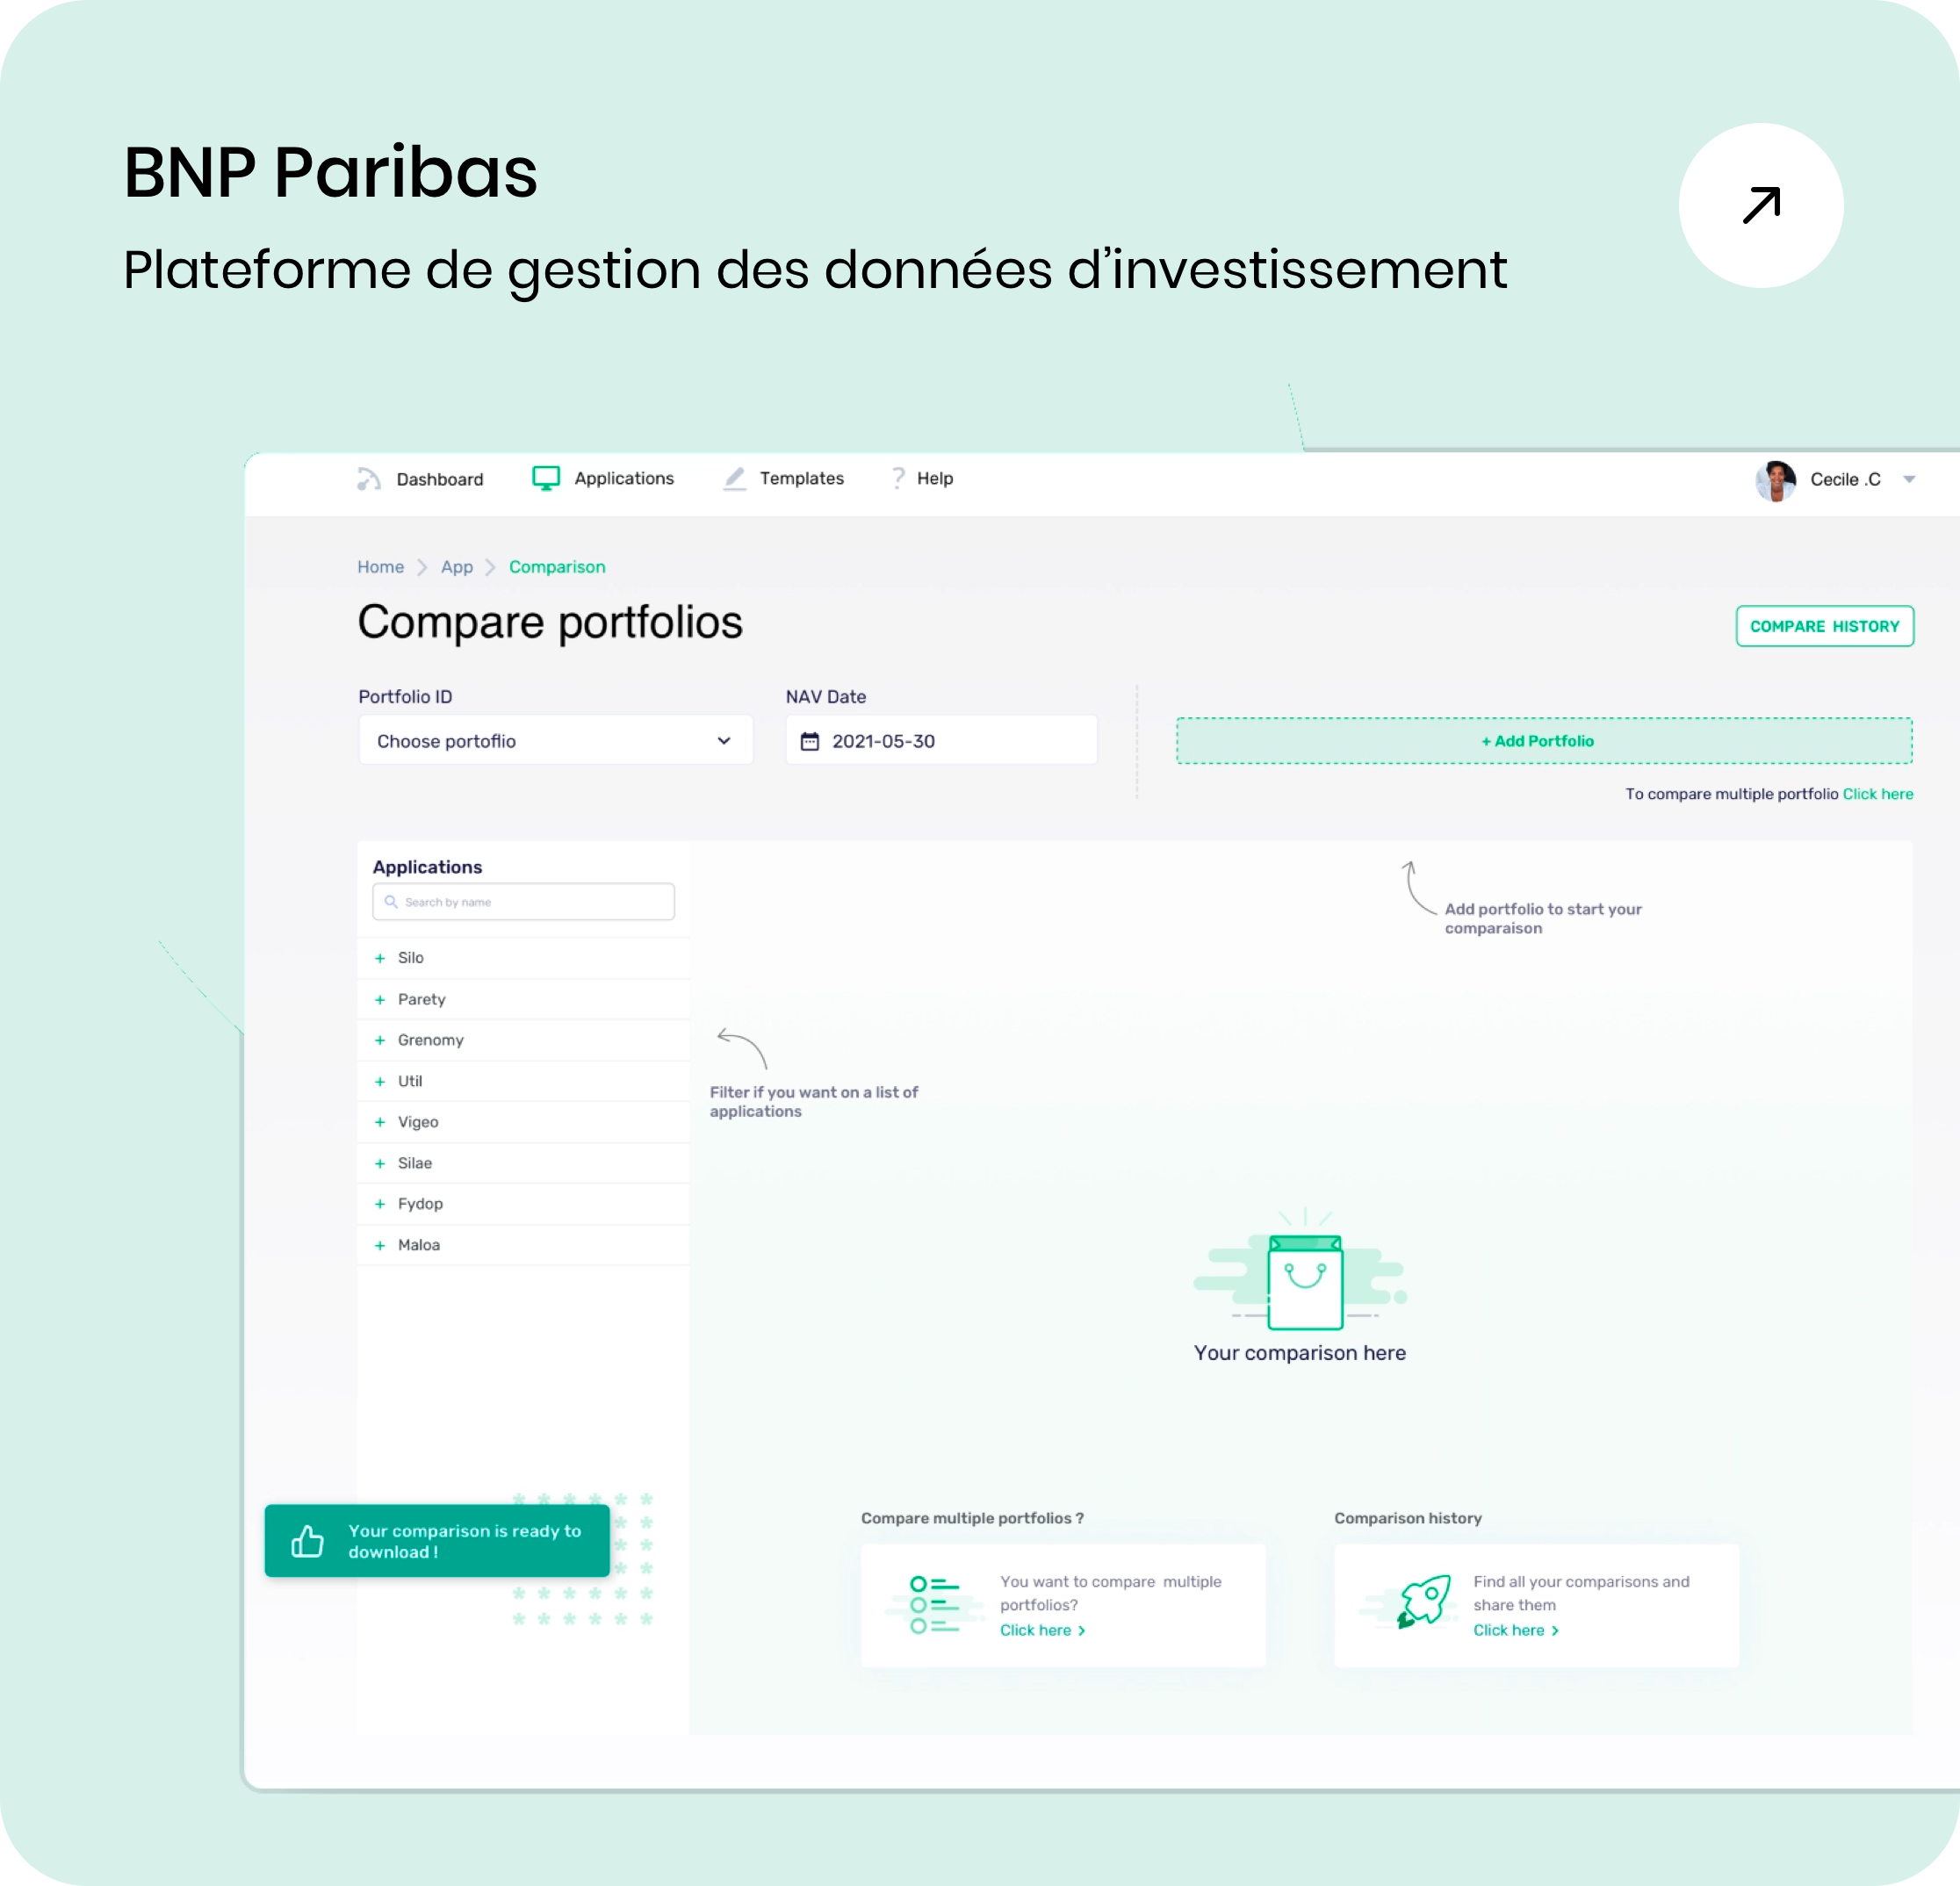 BNP Paribas
Plateforme de gestion des données d’investissement
Dashboard
Applications
Templates
? Help
Cecile .C
Home
App
Comparison
Compare portfolios
COMPARE HISTORY
Portfolio ID
NAV Date
Choose portoflio
2021-05-30
+ Add Portfolio
To compare multiple portfolio Click here
Applications
Search by name
+ Silo
+ Parety
+ Grenomy
+ Util
+ Vigeo
+ Silae
+ Fydop
+ Maloa
Add portfolio to start your
comparaison
Filter if you want on a list of
applications
Your comparison here
Your comparison is ready to
download !
Compare multiple portfolios ?
You want to compare multiple
portfolios?
Click here >
Comparison history
Find all your comparisons and
share them
Click here >